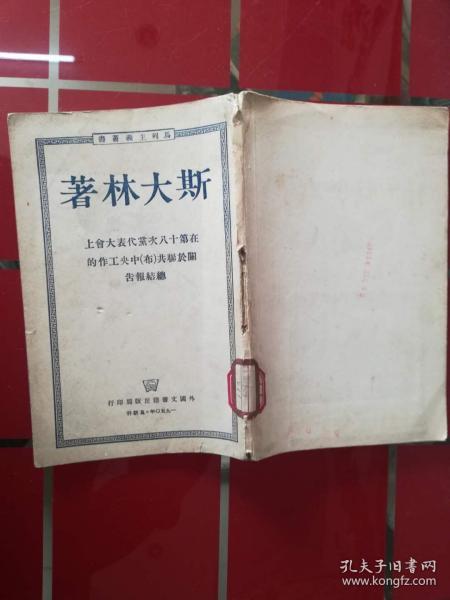 馬列主義叢書
斯大林著
在第十八次黨代表大會上
關於聯共(布)中央工作的
總結報告
外國文書籍出版局印行
一九五〇年·莫斯科
孔夫子旧书网
www.kongfz.com